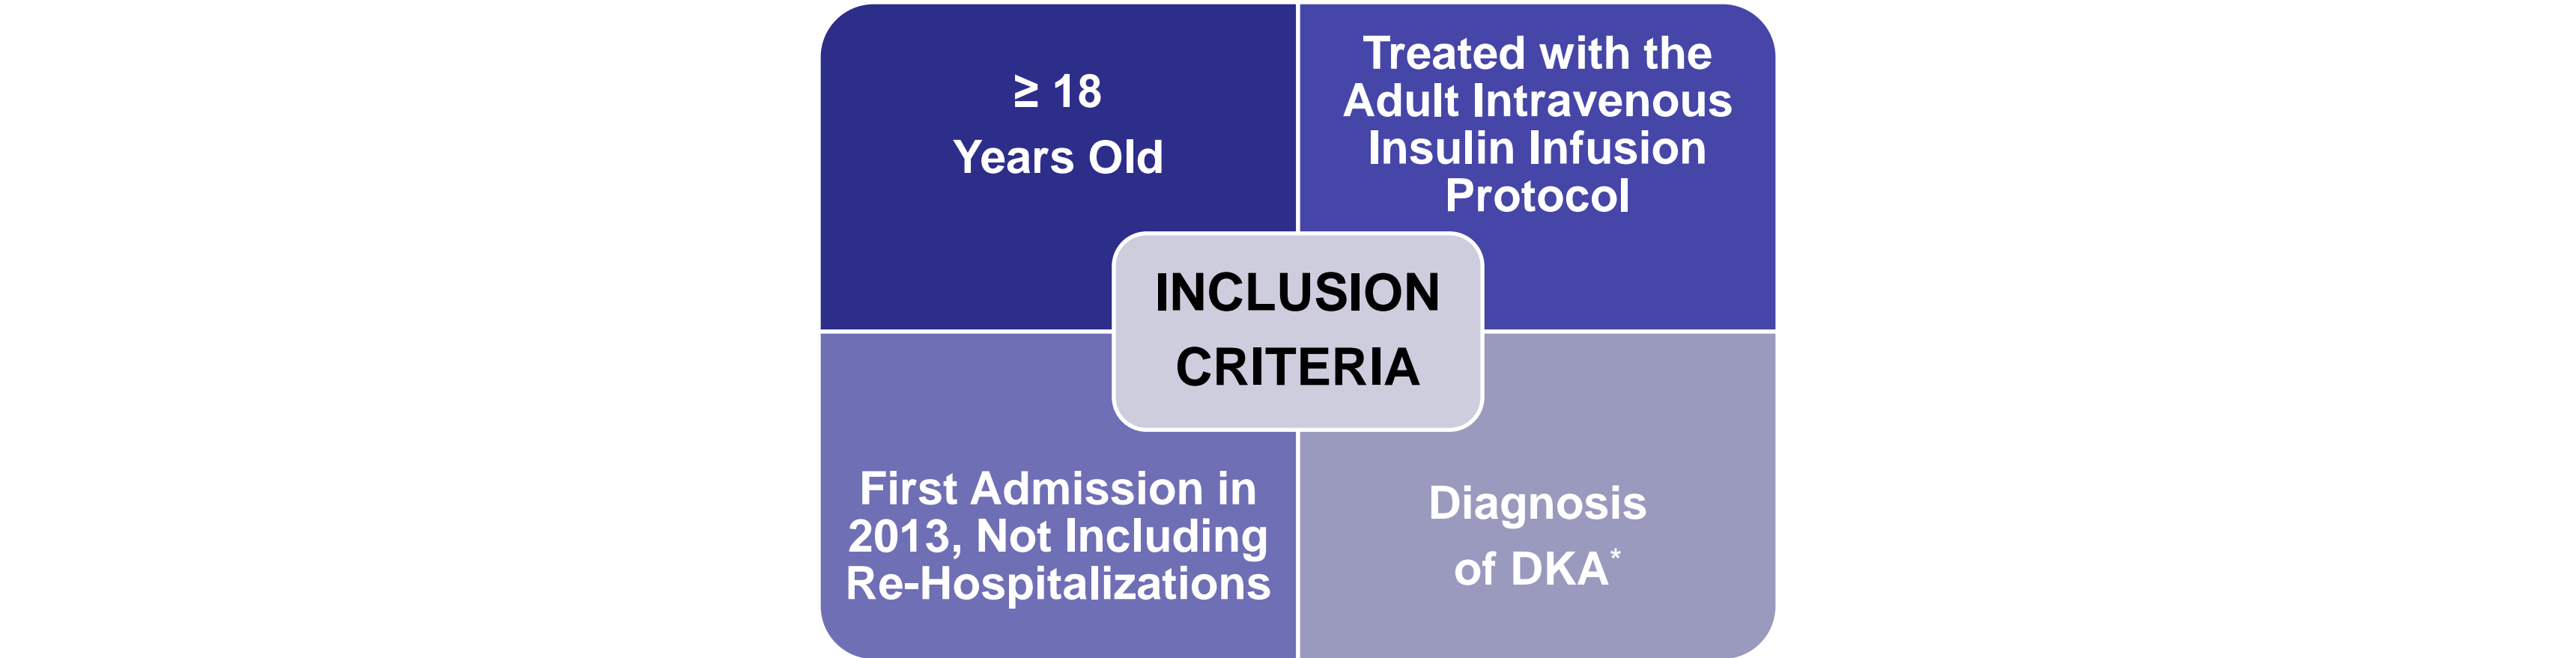 ≥ 18
Years Old
Treated with the
Adult Intravenous
Insulin Infusion
Protocol
INCLUSION
CRITERIA
First Admission in
2013, Not Including
Re-Hospitalizations
Diagnosis
of DKA*